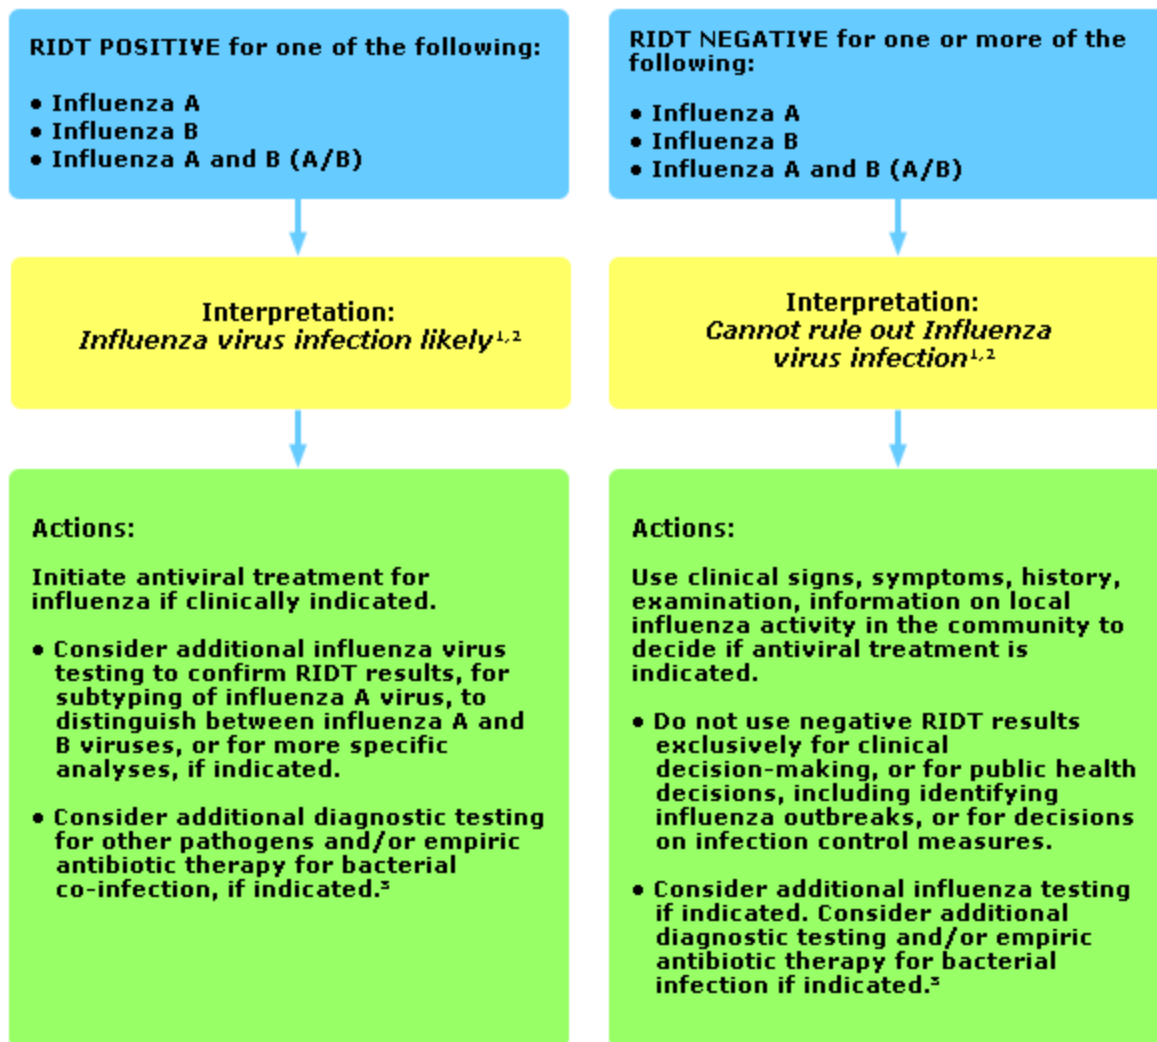 RIDT POSITIVE for one of the following:
• Influenza A
• Influenza B
• Influenza A and B (A/B)
Interpretation:
Influenza virus infection likely¹,²
Actions:
Initiate antiviral treatment for
influenza if clinically indicated.
• Consider additional influenza virus
testing to confirm RIDT results, for
subtyping of influenza A virus, to
distinguish between influenza A and
B viruses, or for more specific
analyses, if indicated.
• Consider additional diagnostic testing
for other pathogens and/or empiric
antibiotic therapy for bacterial
co-infection, if indicated.³
RIDT NEGATIVE for one or more of the
following:
• Influenza A
• Influenza B
• Influenza A and B (A/B)
Interpretation:
Cannot rule out Influenza
virus infection¹,²
Actions:
Use clinical signs, symptoms, history,
examination, information on local
influenza activity in the community to
decide if antiviral treatment is
indicated.
• Do not use negative RIDT results
exclusively for clinical
decision-making, or for public health
decisions, including identifying
influenza outbreaks, or for decisions
on infection control measures.
• Consider additional influenza testing
if indicated. Consider additional
diagnostic testing and/or empiric
antibiotic therapy for bacterial
infection if indicated.³